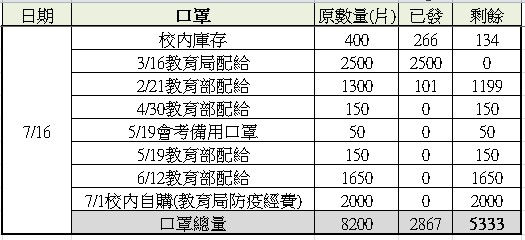 日期 口罩 原數量(片) 已發 剩餘
校內庫存 400 266 134
3/16教育局配給 2500 2500 0
2/21教育部配給 1300 101 1199
4/30教育部配給 150 0 150
7/16 5/19會考備用口罩 50 0 50
5/19教育部配給 150 0 150
6/12教育部配給 1650 0 1650
7/1校內自購(教育局防疫經費) 2000 0 2000
口罩總量 8200 2867 5333